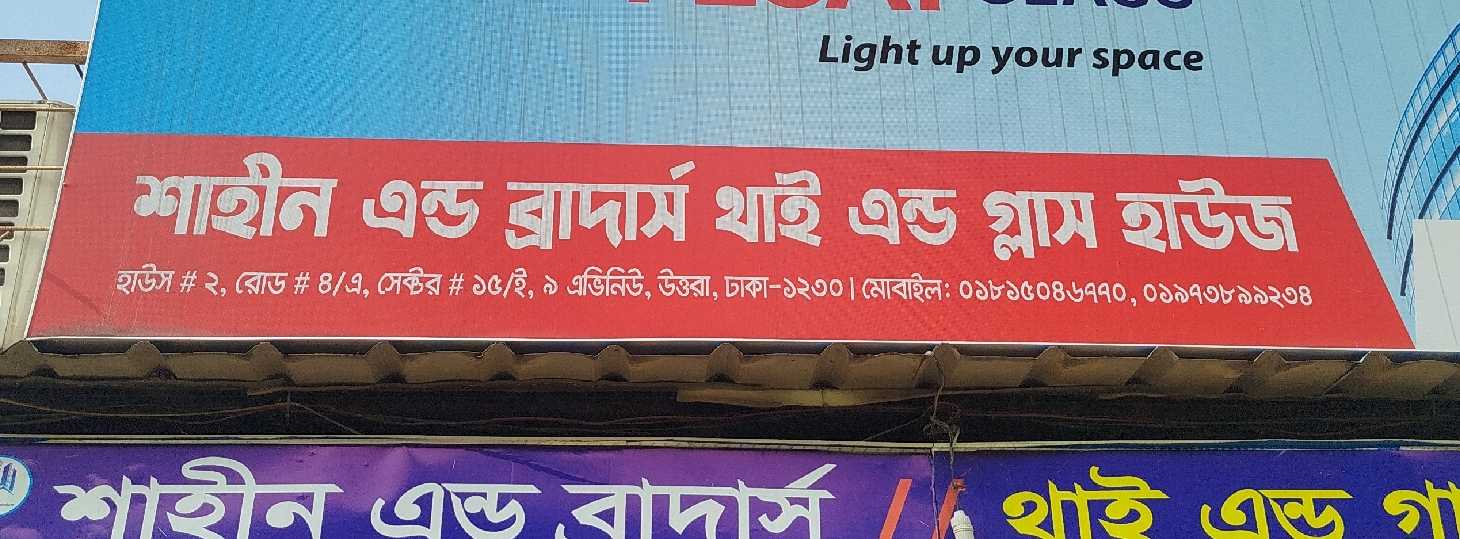 Light up your space
শাহীন এন্ড ব্রাদার্স থাই এন্ড গ্লাস হাউজ
হাউস # ২, রোড # ৪/এ, সেক্টর # ১৫/ই, ৯ এভিনিউ, উত্তরা, ঢাকা-১২৩০ | মোবাইল: ০১৮১৫০৪৬৭৭০, ০১৯৭৩৮৯৯২৩৪
শাহীন এন্ড ব্রাদার্স // থাই এন্ড